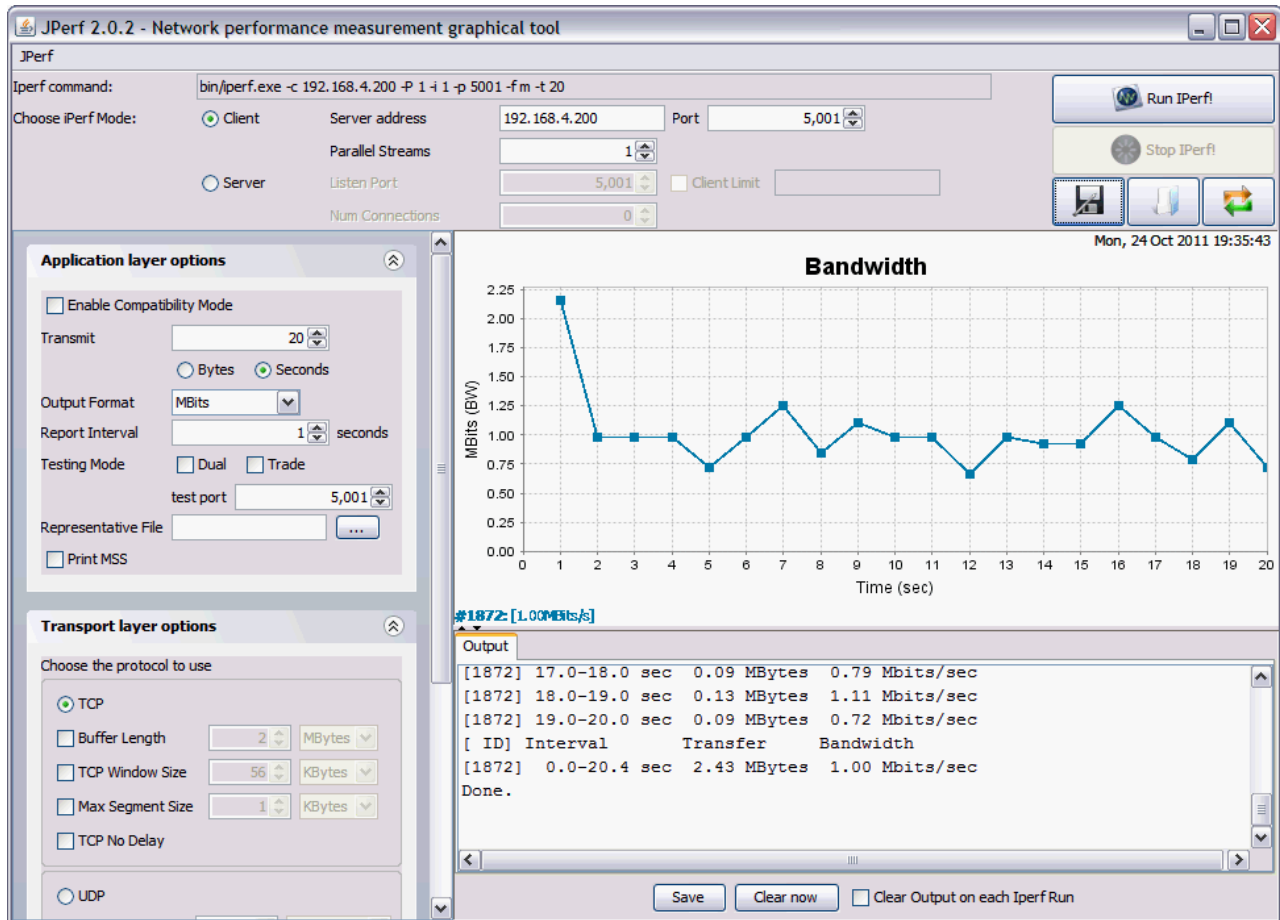 JPerf 2.0.2 - Network performance measurement graphical tool
JPerf
Iperf command: bin/iperf.exe -c 192.168.4.200 -P 1 -i 1 -p 5001 -f m -t 20
Choose iPerf Mode: Client Server address 192.168.4.200 Port 5,001
Parallel Streams 1
Server Listen Port 5,001 Client Limit
Num Connections 0
Run IPerf!
Stop IPerf!
Application layer options
Enable Compatibility Mode
Transmit 20
Bytes Seconds
Output Format MBits
Report Interval 1 seconds
Testing Mode Dual Trade
test port 5,001
Representative File ...
Print MSS
Transport layer options
Choose the protocol to use
TCP
Buffer Length 2 MBytes
TCP Window Size 56 KBytes
Max Segment Size 1 KBytes
TCP No Delay
UDP
Mon, 24 Oct 2011 19:35:43
Bandwidth
MBits (BW)
2.25
2.00
1.75
1.50
1.25
1.00
0.75
0.50
0.25
0.00
0 1 2 3 4 5 6 7 8 9 10 11 12 13 14 15 16 17 18 19 20
Time (sec)
#1872: [1.00MBits/s]
Output
[1872] 17.0-18.0 sec 0.09 MBytes 0.79 Mbits/sec
[1872] 18.0-19.0 sec 0.13 MBytes 1.11 Mbits/sec
[1872] 19.0-20.0 sec 0.09 MBytes 0.72 Mbits/sec
[ ID] Interval Transfer Bandwidth
[1872] 0.0-20.4 sec 2.43 MBytes 1.00 Mbits/sec
Done.
Save Clear now Clear Output on each Iperf Run